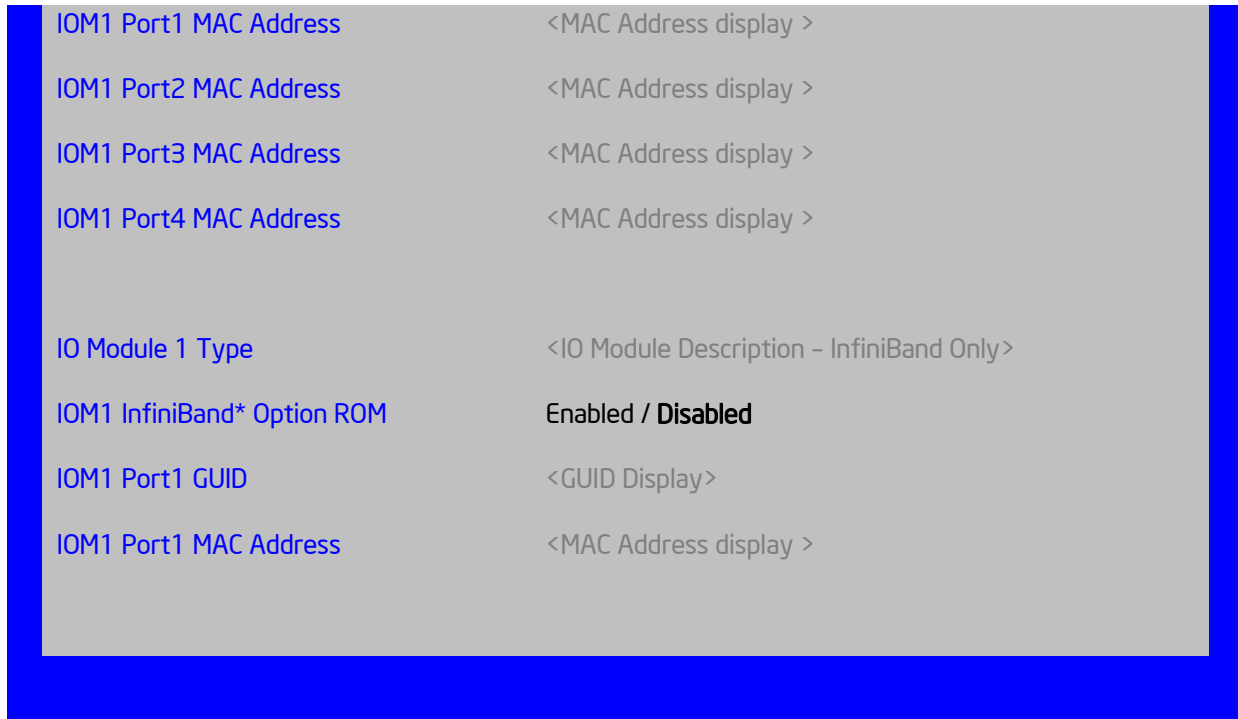 IOM1 Port1 MAC Address <MAC Address display >
IOM1 Port2 MAC Address <MAC Address display >
IOM1 Port3 MAC Address <MAC Address display >
IOM1 Port4 MAC Address <MAC Address display >
IO Module 1 Type <IO Module Description – InfiniBand Only>
IOM1 InfiniBand* Option ROM Enabled / Disabled
IOM1 Port1 GUID <GUID Display>
IOM1 Port1 MAC Address <MAC Address display >